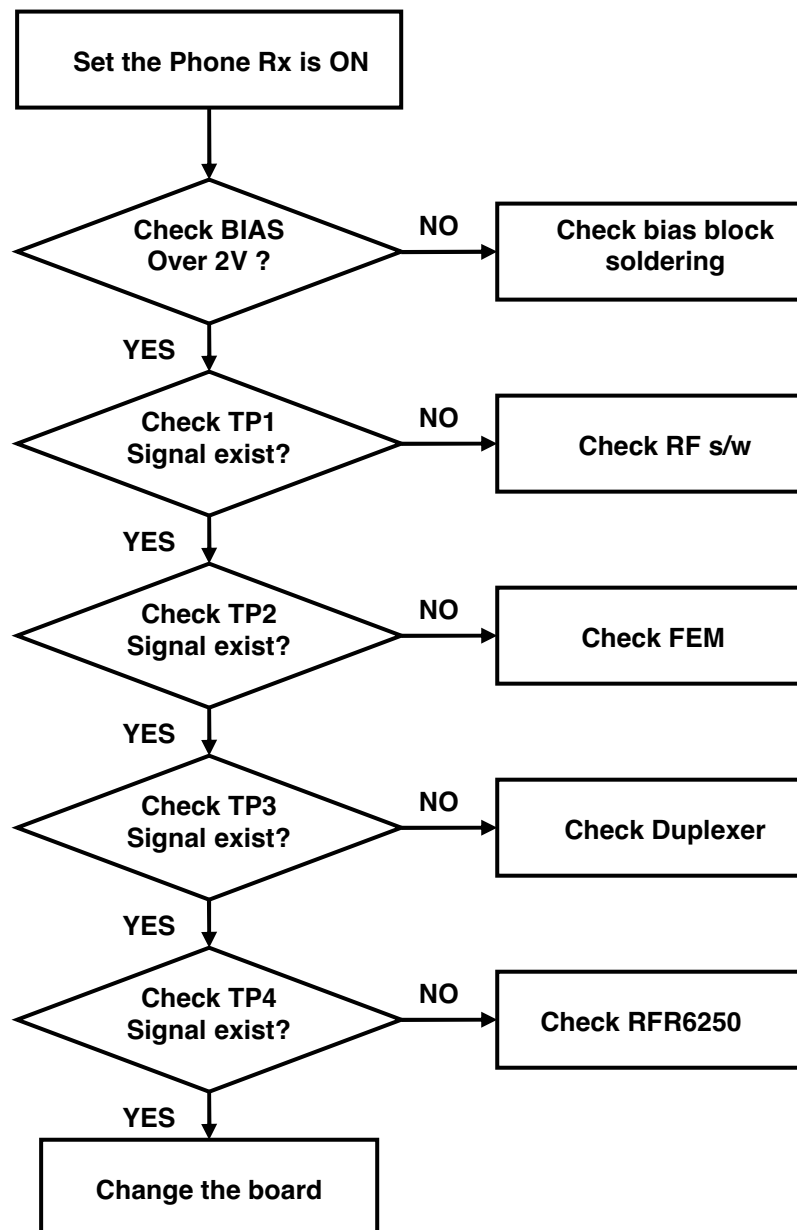 Set the Phone Rx is ON
Check BIAS
Over 2V ?
NO
Check bias block
soldering
YES
Check TP1
Signal exist?
NO
Check RF s/w
YES
Check TP2
Signal exist?
NO
Check FEM
YES
Check TP3
Signal exist?
NO
Check Duplexer
YES
Check TP4
Signal exist?
NO
Check RFR6250
YES
Change the board